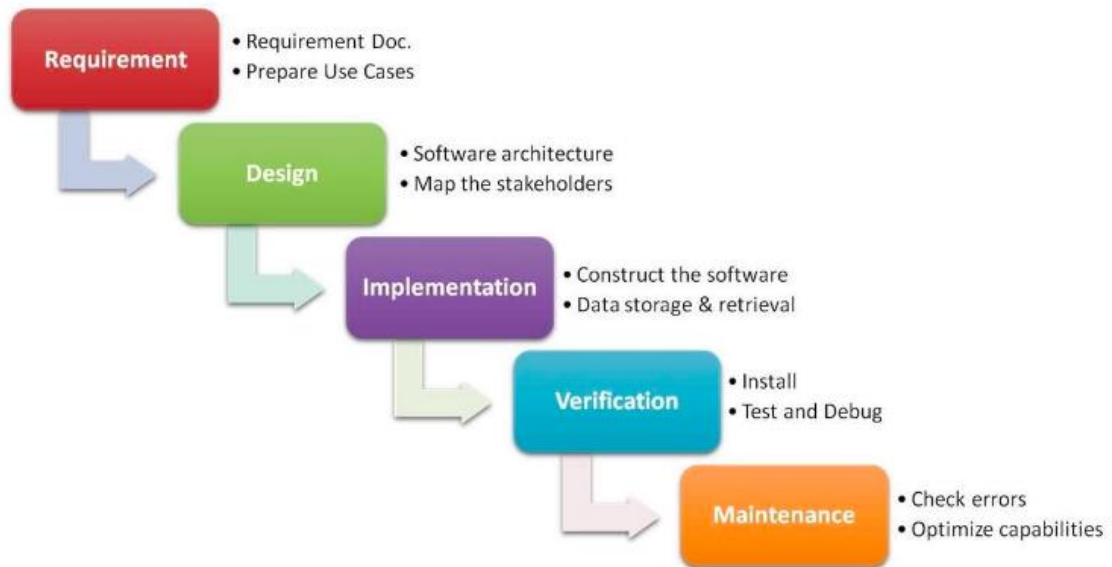 Requirement
• Requirement Doc.
• Prepare Use Cases
Design
• Software architecture
• Map the stakeholders
Implementation
• Construct the software
• Data storage & retrieval
Verification
• Install
• Test and Debug
Maintenance
• Check errors
• Optimize capabilities